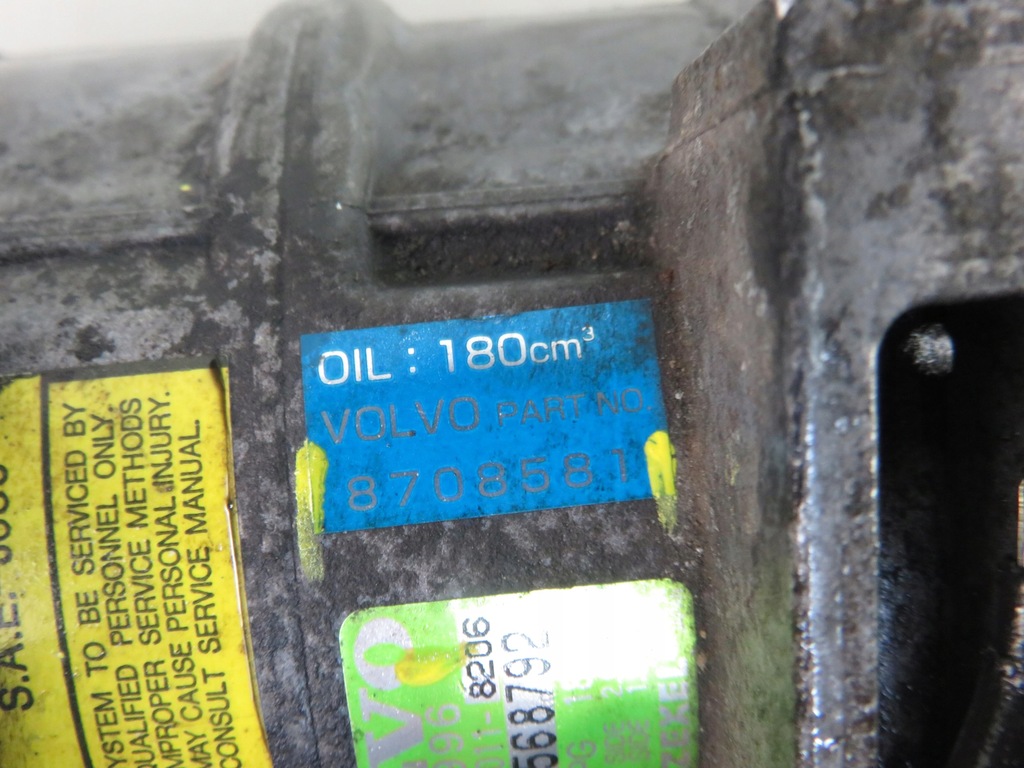 OIL : 180cm³
VOLVO PART NO.
8708581
SYSTEM TO BE SERVICED BY
QUALIFIED PERSONNEL ONLY.
IMPROPER SERVICE METHODS
MAY CAUSE PERSONAL INJURY.
CONSULT SERVICE MANUAL.
S.A.E.
8206
568792
ZEXEL